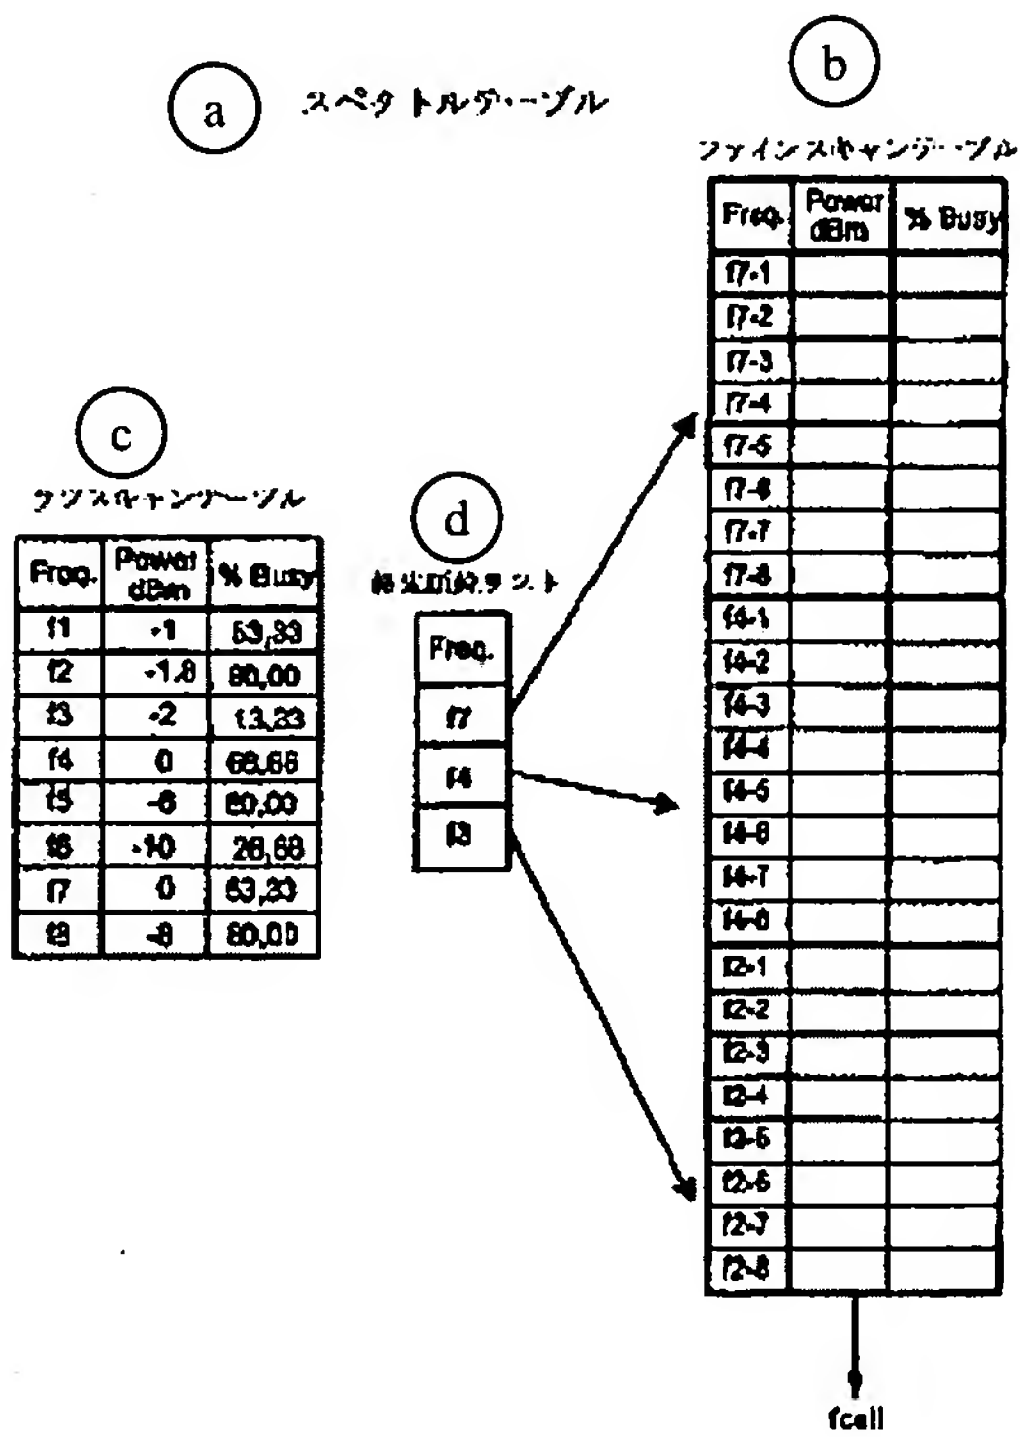 a
スペクトルテーブル
b
ファインスキャンテーブル
Freq. Power dBm % Busy
f7-1
f7-2
f7-3
f7-4
f7-5
f7-6
f7-7
f7-8
f4-1
f4-2
f4-3
f4-4
f4-5
f4-6
f4-7
f4-8
f2-1
f2-2
f2-3
f2-4
f2-5
f2-6
f2-7
f2-8
fcell
c
ラフスキャンテーブル
Freq. Power dBm % Busy
f1 -1 53,33
f2 -1.8 80,00
f3 -2 13,33
f4 0 66,66
f5 -6
f6 -10
f7 0 53,33
f8 -8
d
リスト
Freq.
f7
f4